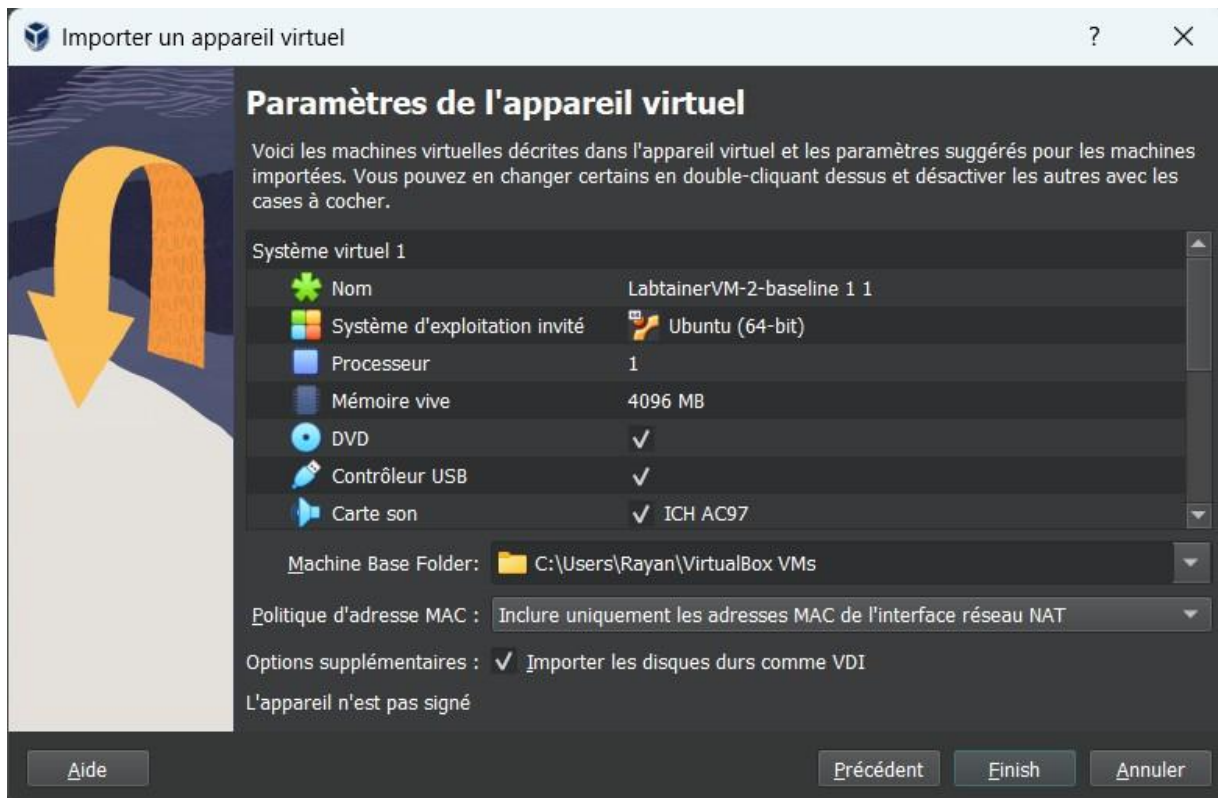 Importer un appareil virtuel
?
Paramètres de l'appareil virtuel
Voici les machines virtuelles décrites dans l'appareil virtuel et les paramètres suggérés pour les machines
importées. Vous pouvez en changer certains en double-cliquant dessus et désactiver les autres avec les
cases à cocher.
Système virtuel 1
Nom LabtainerVM-2-baseline 1 1
Système d'exploitation invité Ubuntu (64-bit)
Processeur 1
Mémoire vive 4096 MB
DVD
Contrôleur USB
Carte son ICH AC97
Machine Base Folder: C:\Users\Rayan\VirtualBox VMs
Politique d'adresse MAC : Inclure uniquement les adresses MAC de l'interface réseau NAT
Options supplémentaires : Importer les disques durs comme VDI
L'appareil n'est pas signé
Aide Précédent Finish Annuler